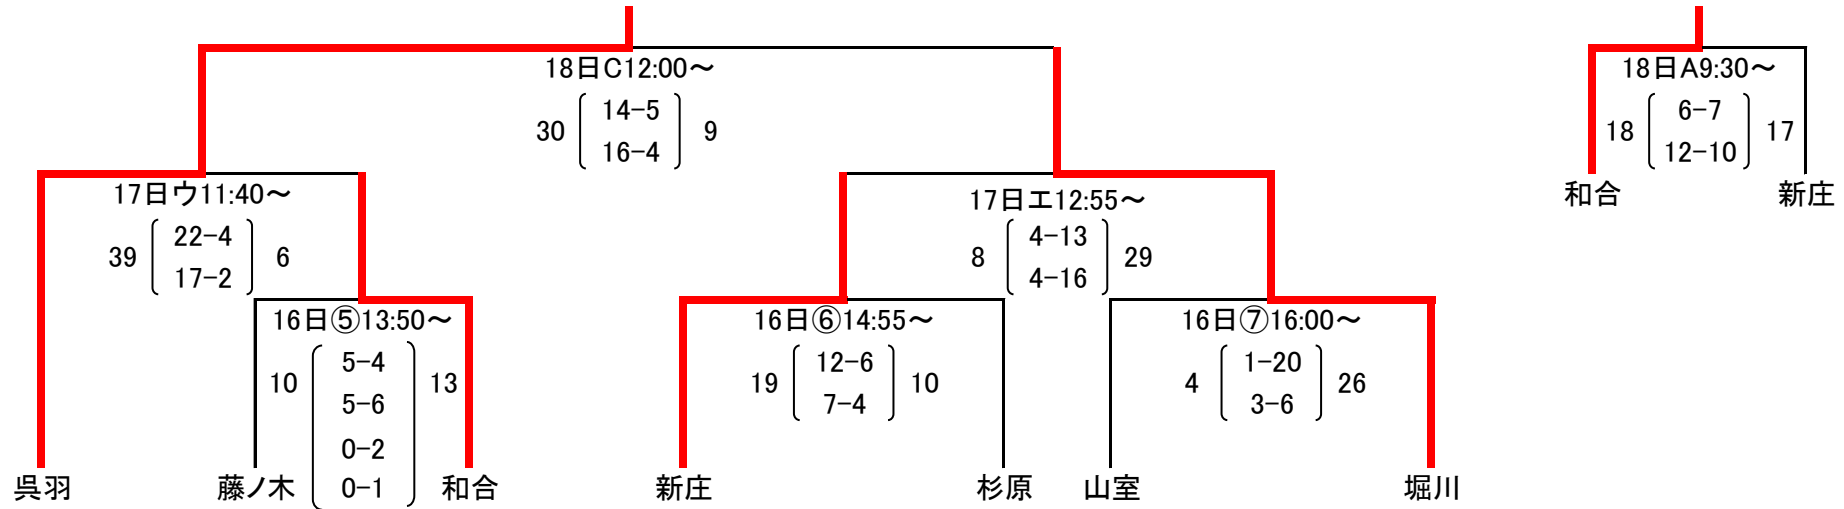 18日C12:00～
30 14-5 9
16-4
18日A9:30～
18 6-7 17
12-10
和合 新庄
17日ウ11:40～
39 22-4 6
17-2
17日エ12:55～
8 4-13 29
4-16
16日⑤13:50～
10 5-4 13
5-6
0-2
0-1
16日⑥14:55～
19 12-6 10
7-4
16日⑦16:00～
4 1-20 26
3-6
呉羽 藤ノ木 和合 新庄 杉原 山室 堀川